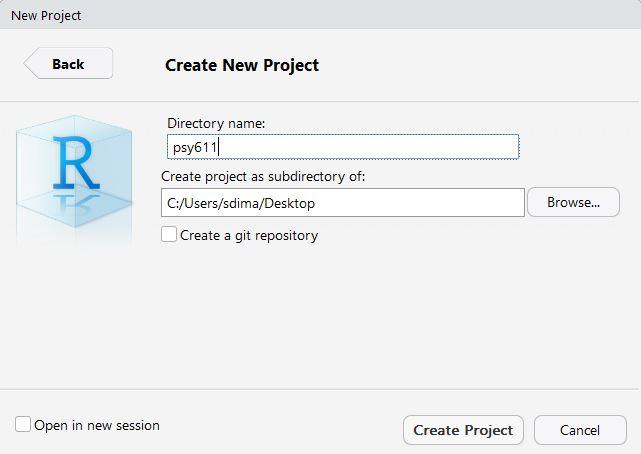 New Project
Back
Create New Project
R
Directory name:
psy611
Create project as subdirectory of:
C:/Users/sdima/Desktop
Browse...
Create a git repository
Open in new session
Create Project
Cancel